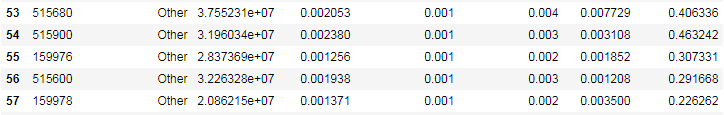 53 515680 Other 3.755231e+07 0.002053 0.001 0.004 0.007729 0.406336
54 515900 Other 3.196034e+07 0.002380 0.001 0.003 0.003108 0.463242
55 159976 Other 2.837369e+07 0.001256 0.001 0.002 0.001852 0.307331
56 515600 Other 3.226328e+07 0.001938 0.001 0.003 0.001208 0.291668
57 159978 Other 2.086215e+07 0.001371 0.001 0.002 0.003500 0.226262